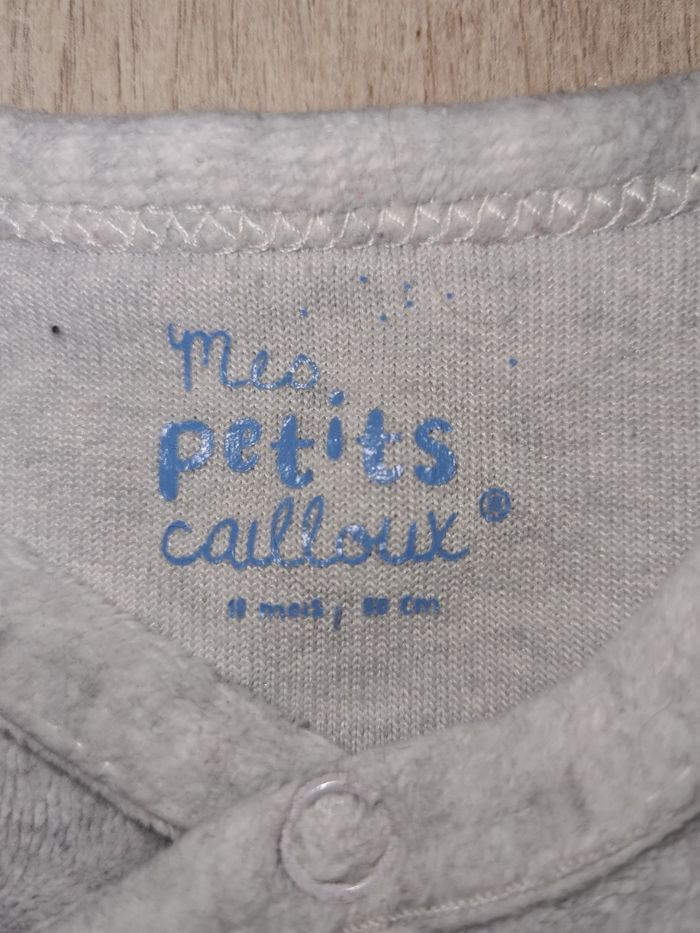 Mes
petits
cailloux®
18 mois, 80 cm